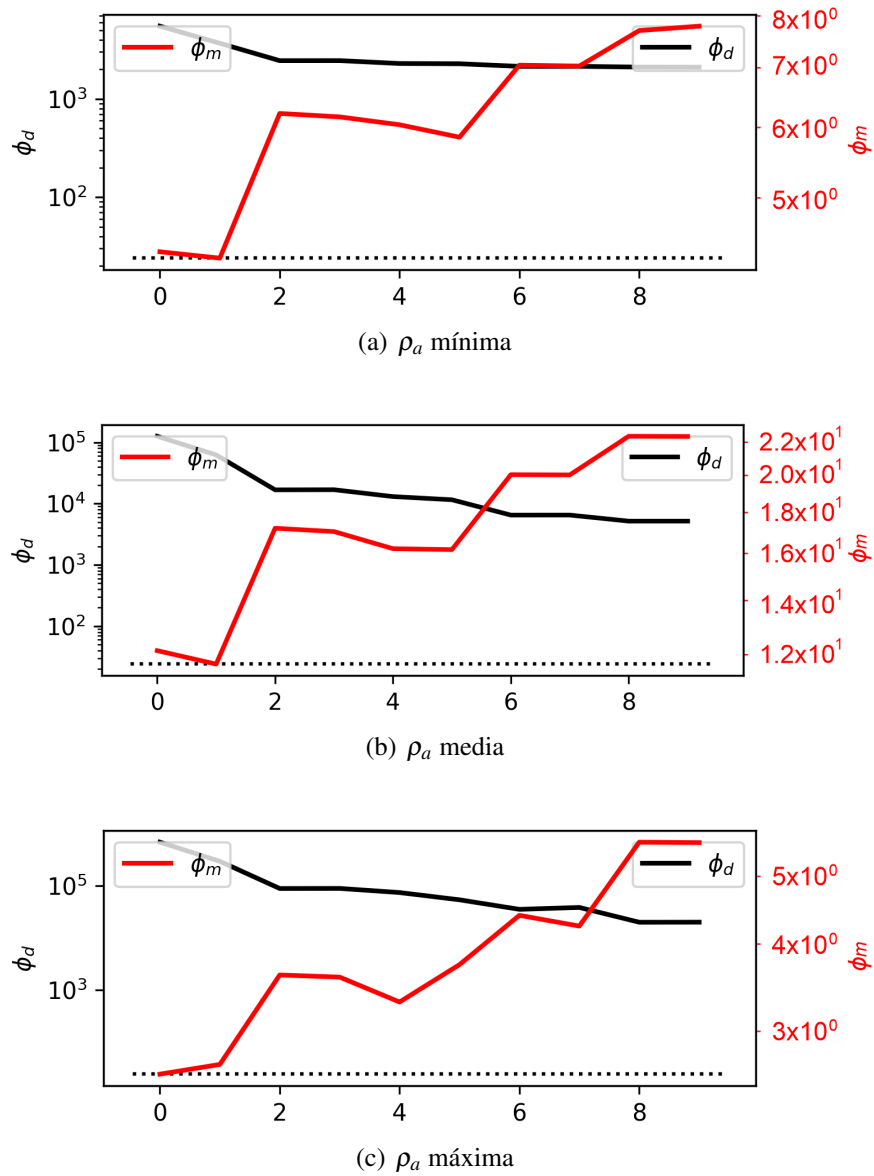 ϕm ϕd
10³
10²
ϕd
8x10⁰
7x10⁰
6x10⁰
5x10⁰
ϕm
0 2 4 6 8
(a) ρa mínima
ϕm ϕd
10⁵
10⁴
10³
10²
ϕd
2.2x10¹
2.0x10¹
1.8x10¹
1.6x10¹
1.4x10¹
1.2x10¹
ϕm
0 2 4 6 8
(b) ρa media
ϕm ϕd
10⁵
10³
ϕd
5x10⁰
4x10⁰
3x10⁰
ϕm
0 2 4 6 8
(c) ρa máxima